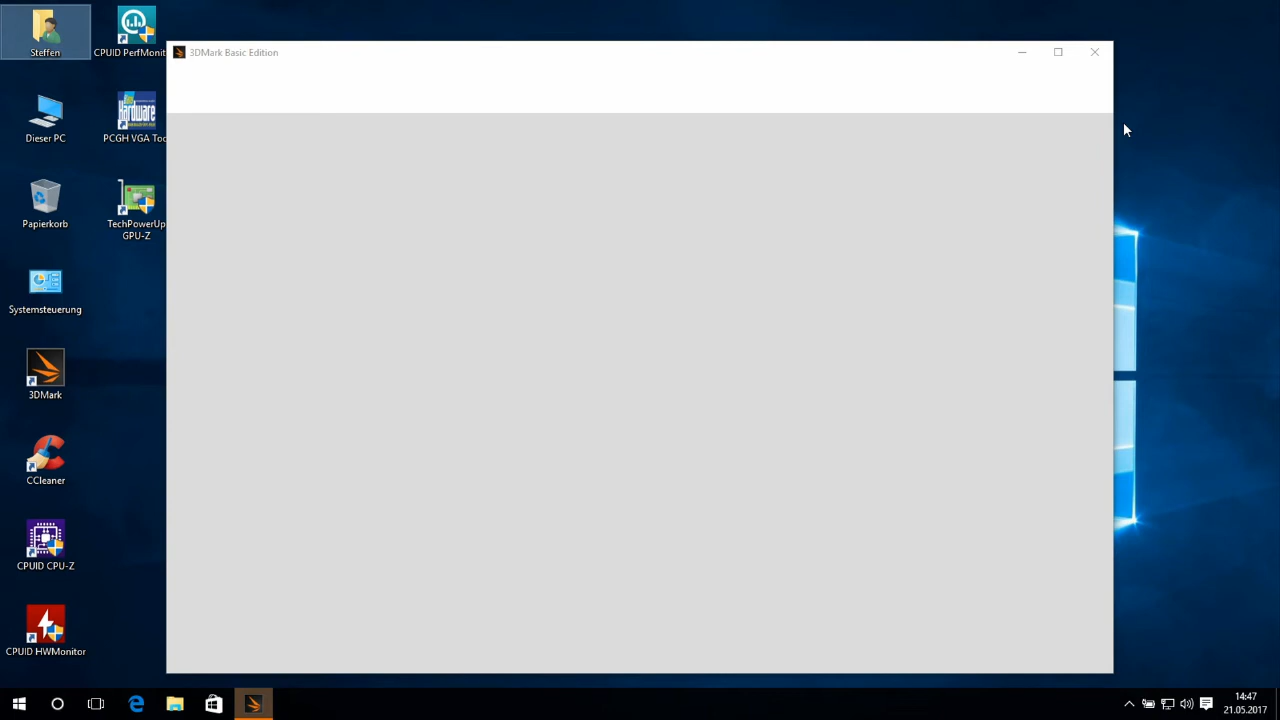 3DMark Basic Edition
Steffen
CPUID PerfMonit
Dieser PC
Hardware
PCGH VGA Too
Papierkorb
TechPowerUp
GPU-Z
Systemsteuerung
3DMark
CCleaner
CPUID CPU-Z
CPUID HWMonitor
14:47
21.05.2017